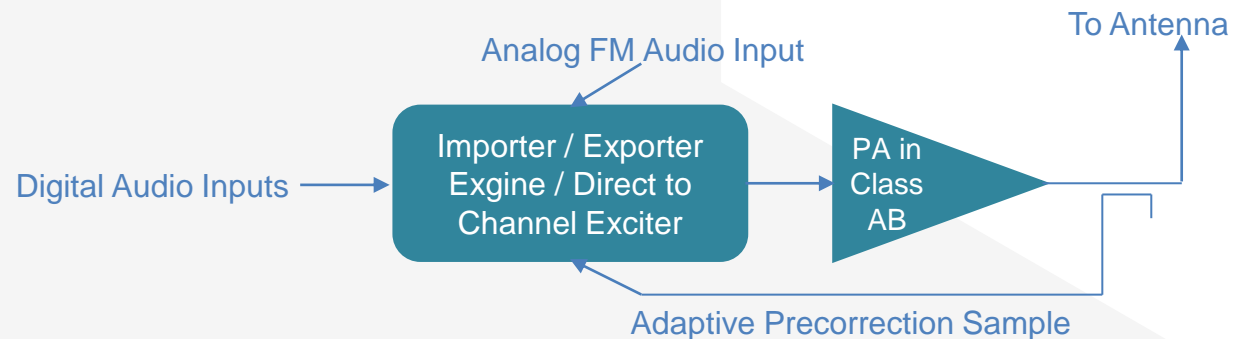 To Antenna
Analog FM Audio Input
Importer / Exporter
Exgine / Direct to
Channel Exciter
PA in
Class
AB
Digital Audio Inputs
Adaptive Precorrection Sample